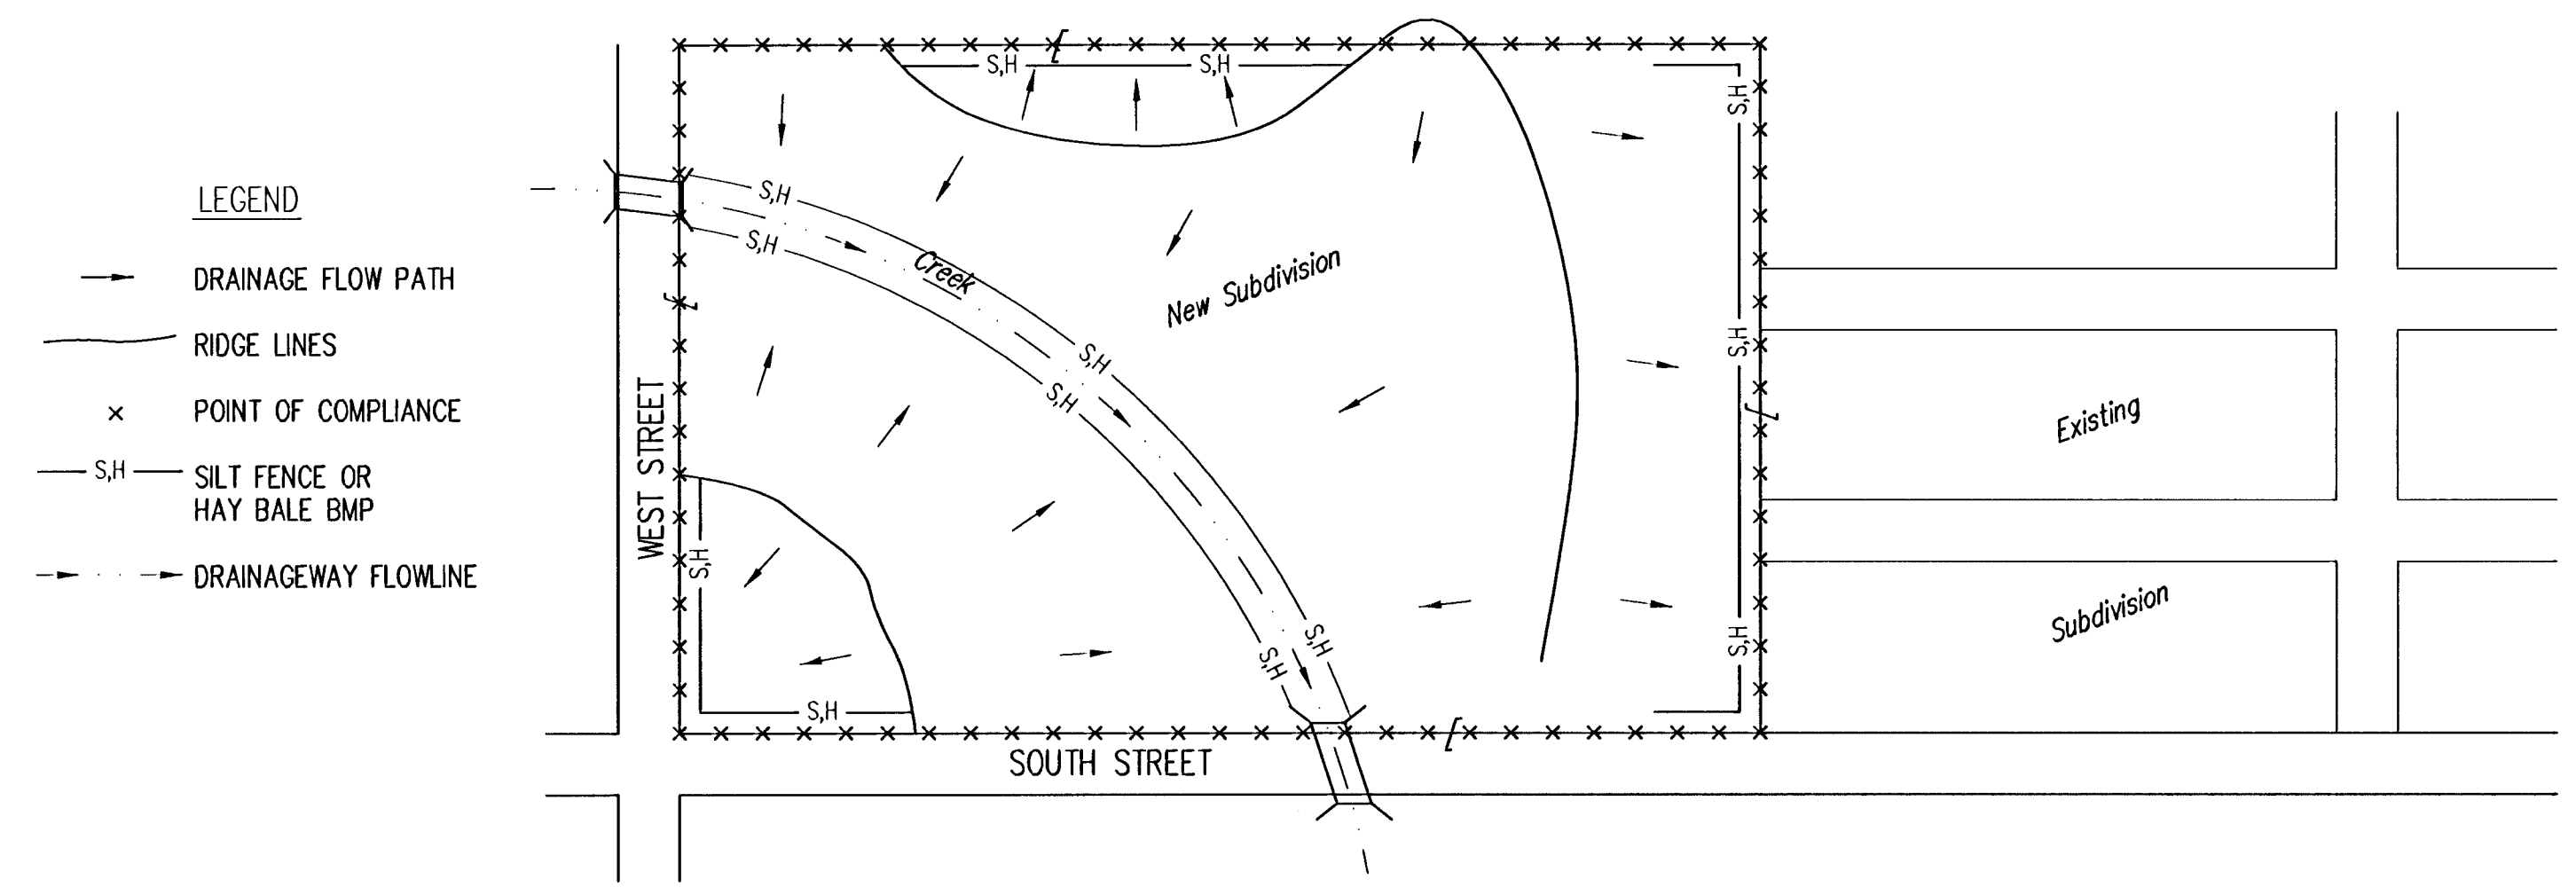 LEGEND
DRAINAGE FLOW PATH
RIDGE LINES
POINT OF COMPLIANCE
S,H
SILT FENCE OR
HAY BALE BMP
DRAINAGEWAY FLOWLINE
S,H
S,H
S,H
S,H
S,H
Creek
New Subdivision
S,H
S,H
S,H
WEST STREET
Existing
S,H
S,H
S,H
S,H
Subdivision
S,H
SOUTH STREET